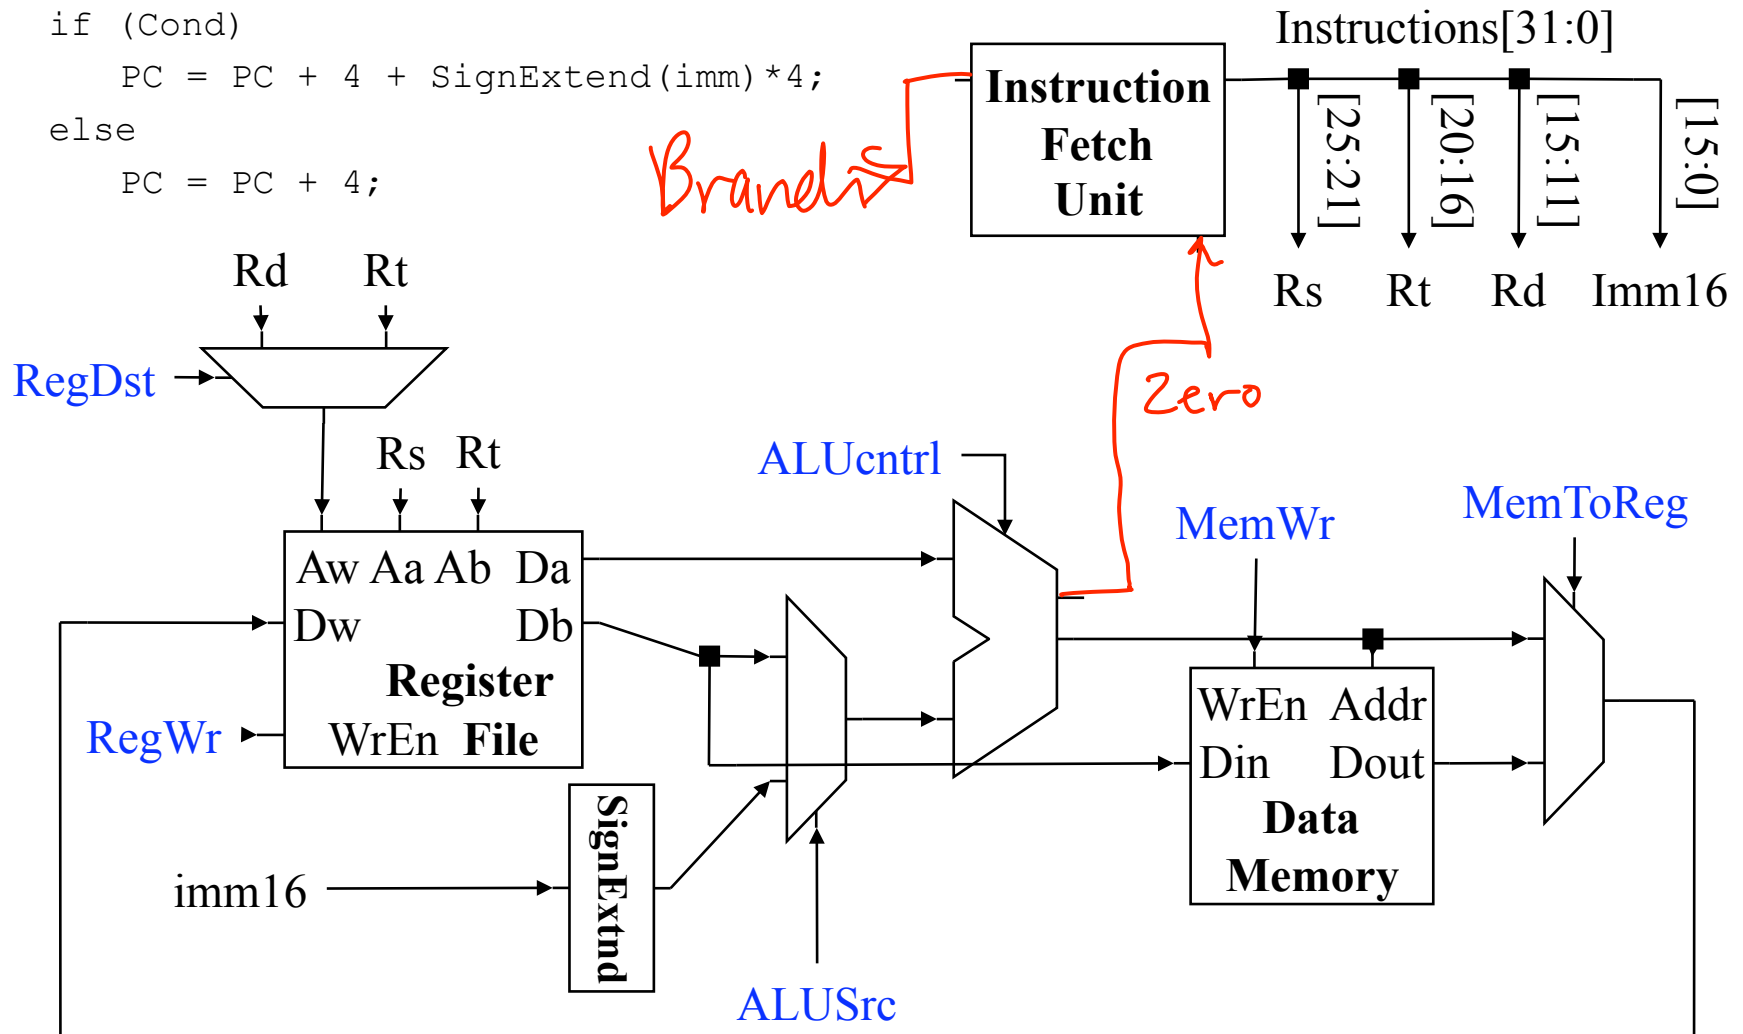 if (Cond)
PC = PC + 4 + SignExtend(imm)*4;
else
PC = PC + 4;
Instructions[31:0]
Instruction
Fetch
Unit
Branch
[25:21]
[20:16]
[15:11]
[15:0]
Rs
Rt
Rd
Imm16
Zero
Rd
Rt
RegDst
Rs
Rt
ALUcntrl
MemWr
MemToReg
Aw Aa Ab Da
Dw Db
Register
WrEn File
RegWr
WrEn Addr
Din Dout
Data
Memory
SignExtnd
imm16
ALUSrc